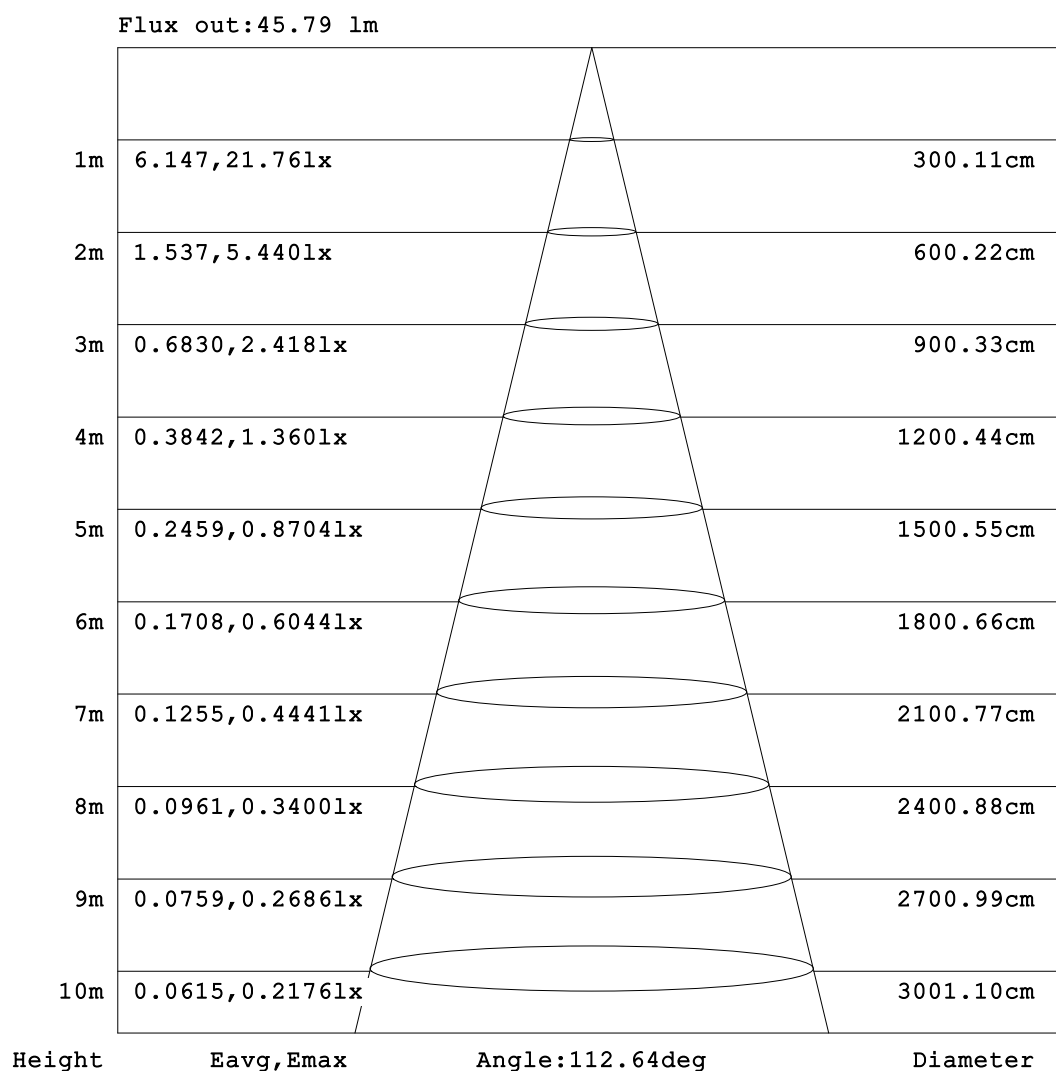 Flux out:45.79 lm
1m 6.147,21.76lx 300.11cm
2m 1.537,5.440lx 600.22cm
3m 0.6830,2.418lx 900.33cm
4m 0.3842,1.360lx 1200.44cm
5m 0.2459,0.8704lx 1500.55cm
6m 0.1708,0.6044lx 1800.66cm
7m 0.1255,0.4441lx 2100.77cm
8m 0.0961,0.3400lx 2400.88cm
9m 0.0759,0.2686lx 2700.99cm
10m 0.0615,0.2176lx 3001.10cm
Height Eavg,Emax Angle:112.64deg Diameter